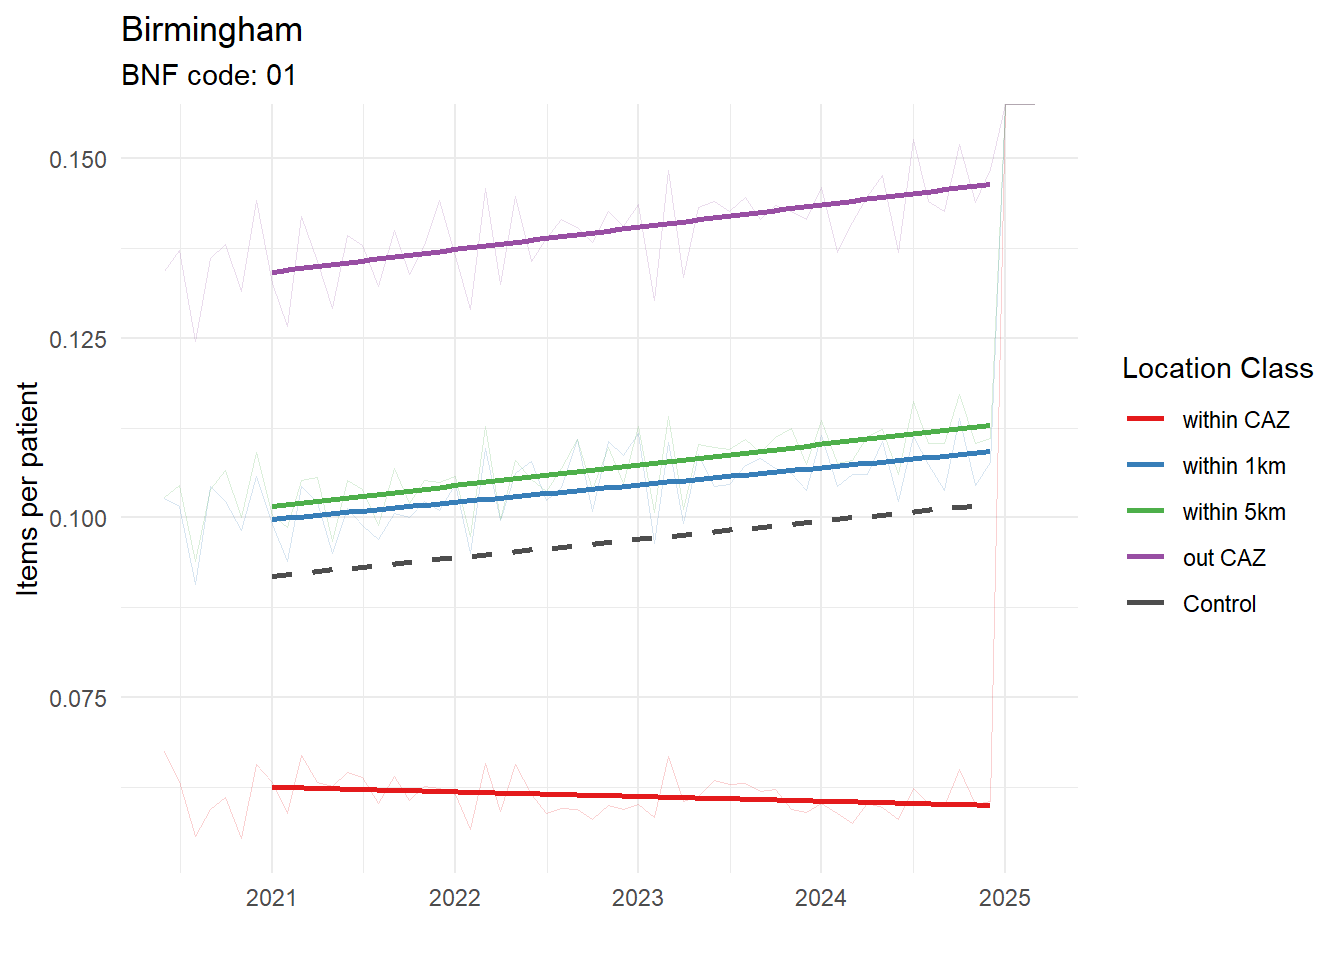 Birmingham
BNF code: 01
Items per patient
0.150
0.125
0.100
0.075
2021
2022
2023
2024
2025
Location Class
within CAZ
within 1km
within 5km
out CAZ
Control